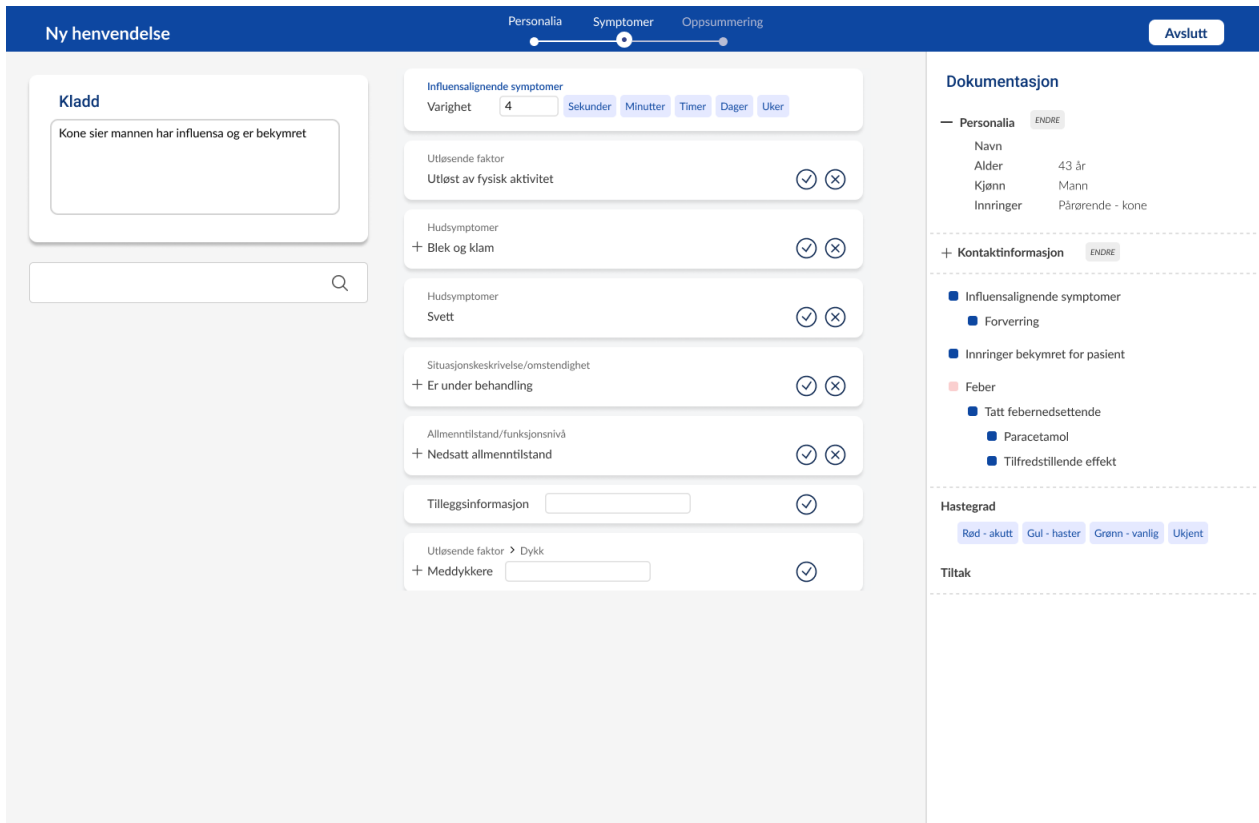 Ny henvendelse
Personalia Symptomer Oppsummering
Avslutt
Kladd
Kone sier mannen har influensa og er bekymret
Influensalignende symptomer
Varighet 4 Sekunder Minutter Timer Dager Uker
Utløsende faktor
Utløst av fysisk aktivitet
Hudsymptomer
+ Blek og klam
Hudsymptomer
Svett
Situasjonskeskrivelse/omstendighet
+ Er under behandling
Allmenntilstand/funksjonsnivå
+ Nedsatt allmenntilstand
Tilleggsinformasjon
Utløsende faktor > Dykk
+ Meddykkere
Dokumentasjon
— Personalia ENDRE
Navn
Alder 43 år
Kjønn Mann
Innringer Pårørende - kone
+ Kontaktinformasjon ENDRE
Influensalignende symptomer
Forverring
Innringer bekymret for pasient
Feber
Tatt febernedsettende
Paracetamol
Tilfredstillende effekt
Hastegrad
Rød - akutt Gul - haster Grønn - vanlig Ukjent
Tiltak